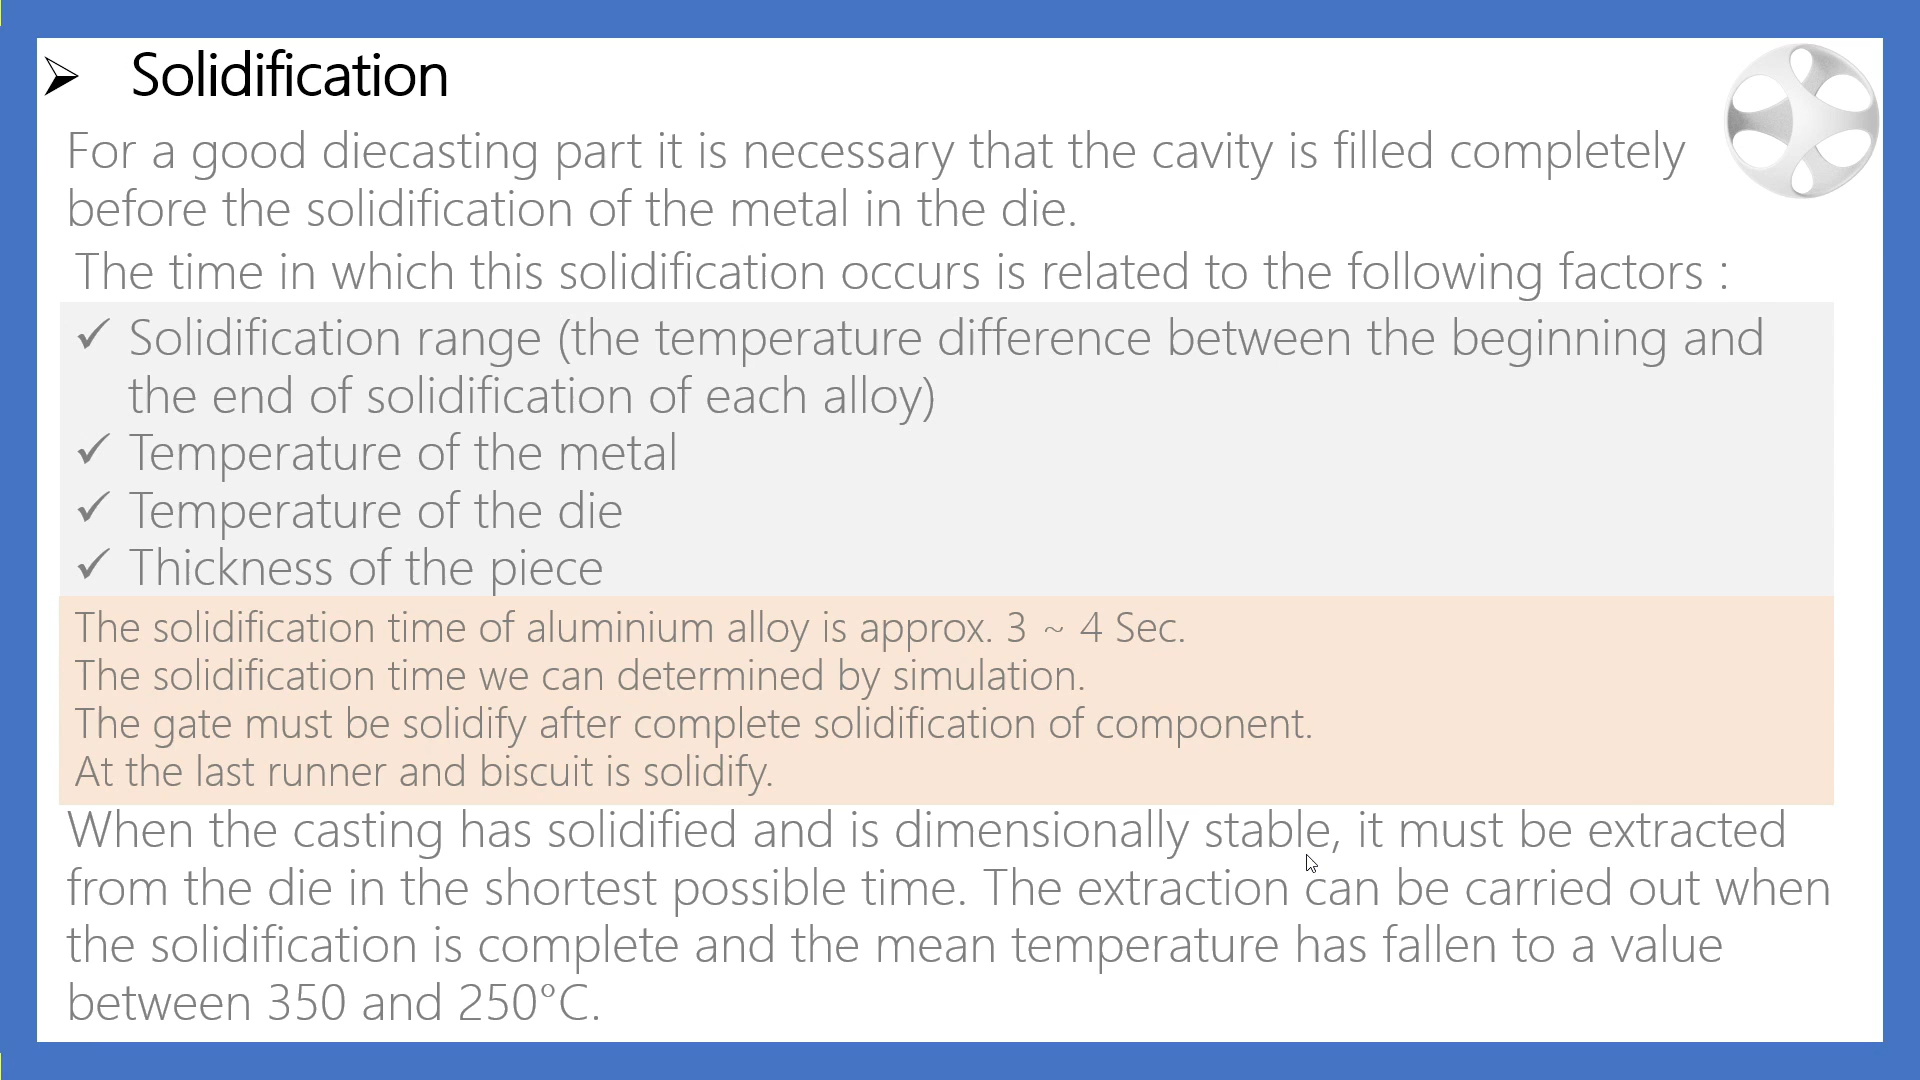 ➢ Solidification
For a good diecasting part it is necessary that the cavity is filled completely
before the solidification of the metal in the die.
The time in which this solidification occurs is related to the following factors :
✓ Solidification range (the temperature difference between the beginning and
the end of solidification of each alloy)
✓ Temperature of the metal
✓ Temperature of the die
✓ Thickness of the piece
The solidification time of aluminium alloy is approx. 3 ~ 4 Sec.
The solidification time we can determined by simulation.
The gate must be solidify after complete solidification of component.
At the last runner and biscuit is solidify.
When the casting has solidified and is dimensionally stable, it must be extracted
from the die in the shortest possible time. The extraction can be carried out when
the solidification is complete and the mean temperature has fallen to a value
between 350 and 250°C.